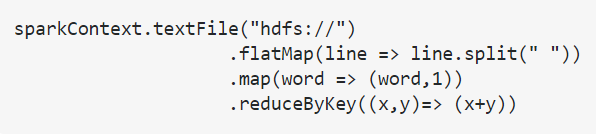 sparkContext.textFile("hdfs://")
.flatMap(line => line.split(" "))
.map(word => (word,1))
.reduceByKey((x,y)=> (x+y))